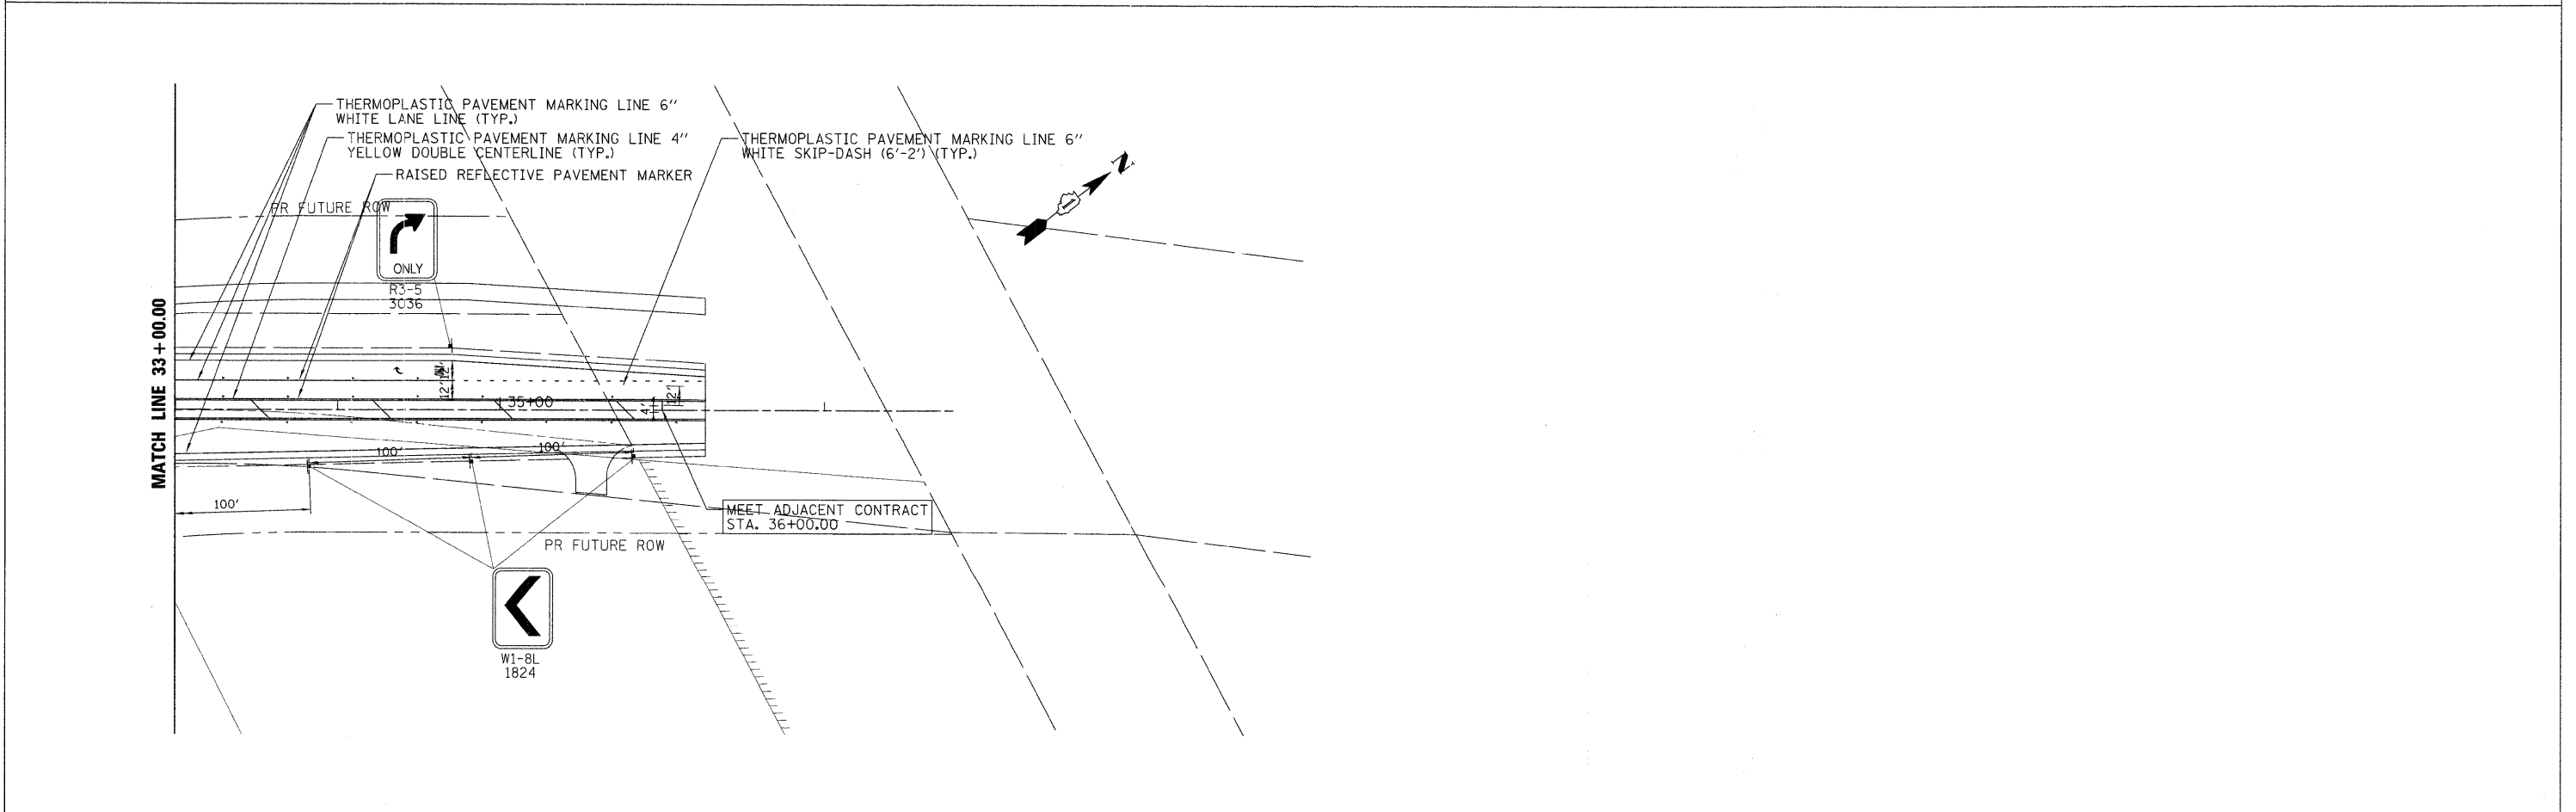 THERMOPLASTIC PAVEMENT MARKING LINE 6"
WHITE LANE LINE (TYP.)
THERMOPLASTIC PAVEMENT MARKING LINE 4"
YELLOW DOUBLE CENTERLINE (TYP.)
RAISED REFLECTIVE PAVEMENT MARKER
THERMOPLASTIC PAVEMENT MARKING LINE 6"
WHITE SKIP-DASH (6'-2') (TYP.)
N
PR FUTURE ROW
ONLY
R3-5
3036
MATCH LINE 33+00.00
12'
12'
12'
4'
35+00
100'
100'
100'
MEET ADJACENT CONTRACT
STA. 36+00.00
PR FUTURE ROW
W1-8L
1824